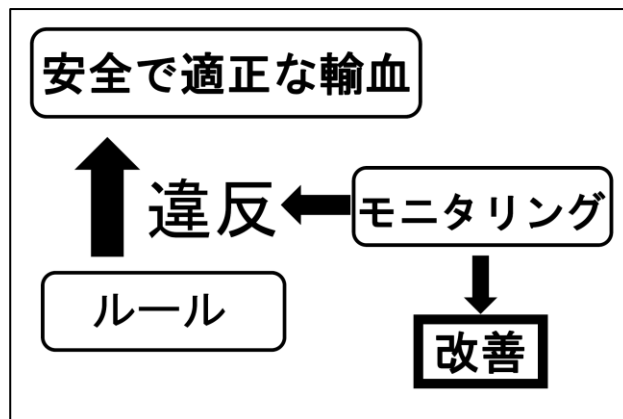 安全で適正な輸血
違反
モニタリング
ルール
改善